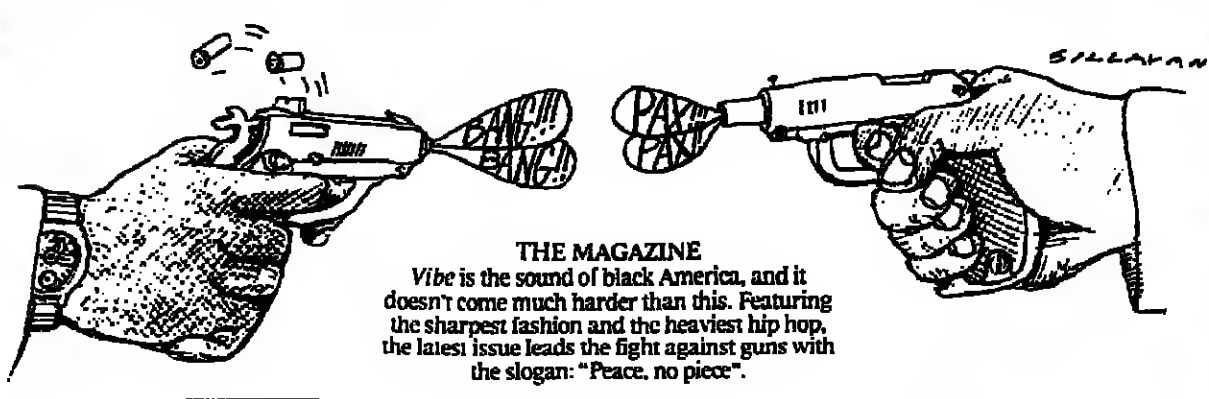 BANG!!!
BANG!!!
PAX!!!
PAX!!!
THE MAGAZINE
Vibe is the sound of black America, and it
doesn't come much harder than this. Featuring
the sharpest fashion and the heaviest hip hop,
the latest issue leads the fight against guns with
the slogan: "Peace, no piece".